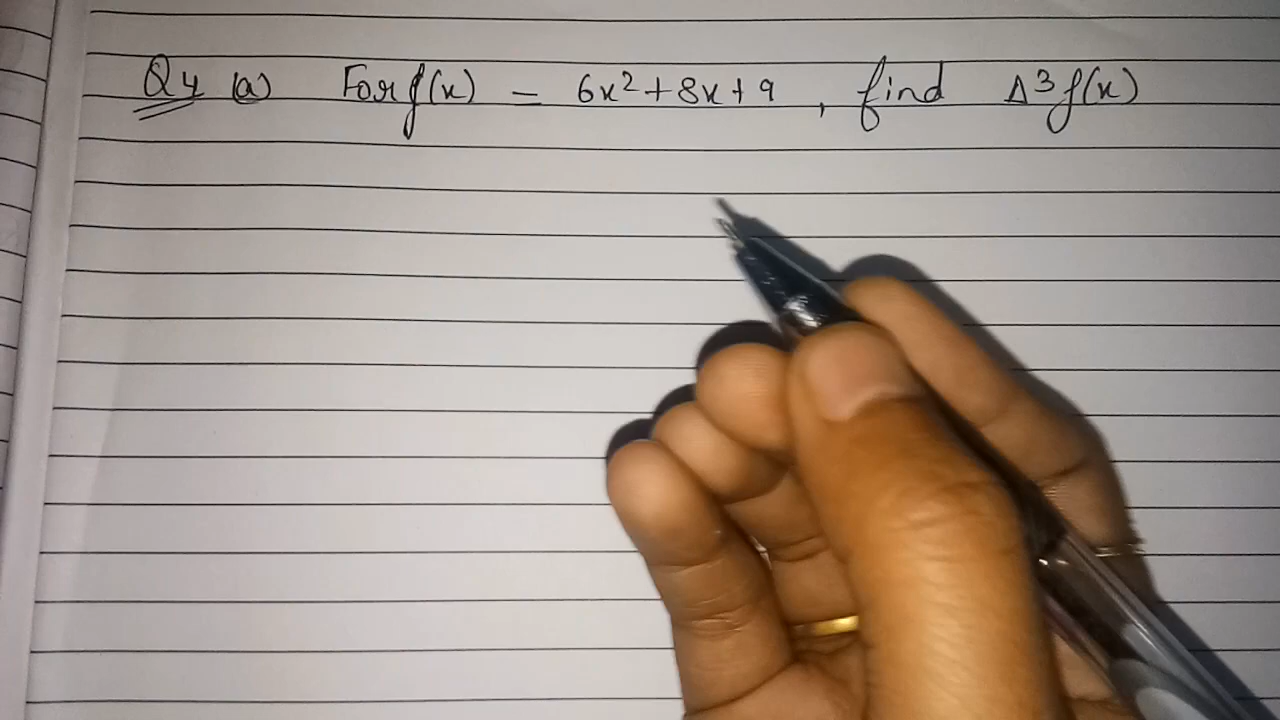 Q4 (a) For f(x) = 6x²+8x+9, find Δ³f(x)